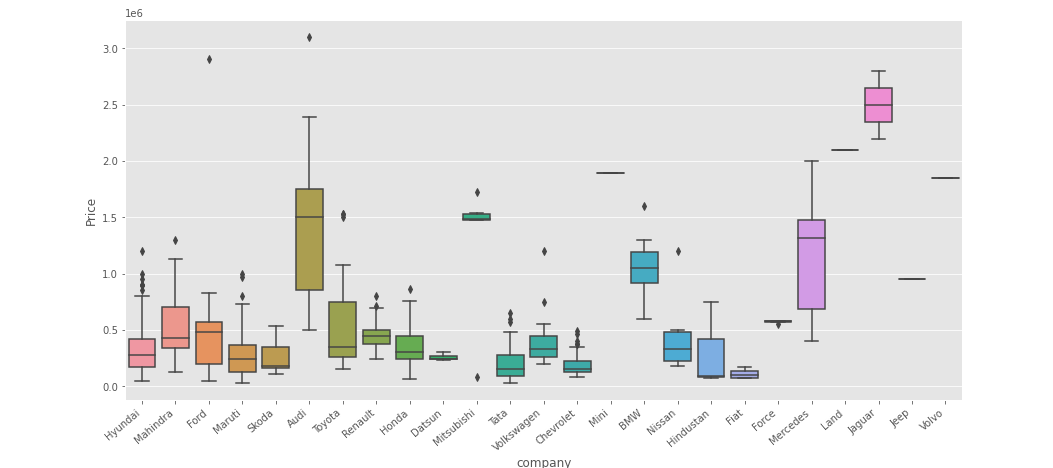 1e6
3.0
2.5
2.0
1.5
1.0
0.5
0.0
Price
Hyundai
Mahindra
Ford
Maruti
Skoda
Audi
Toyota
Renault
Honda
Datsun
Mitsubishi
Tata
Volkswagen
Chevrolet
Mini
BMW
Nissan
Hindustan
Fiat
Force
Mercedes
Land
Jaguar
Jeep
Volvo
company